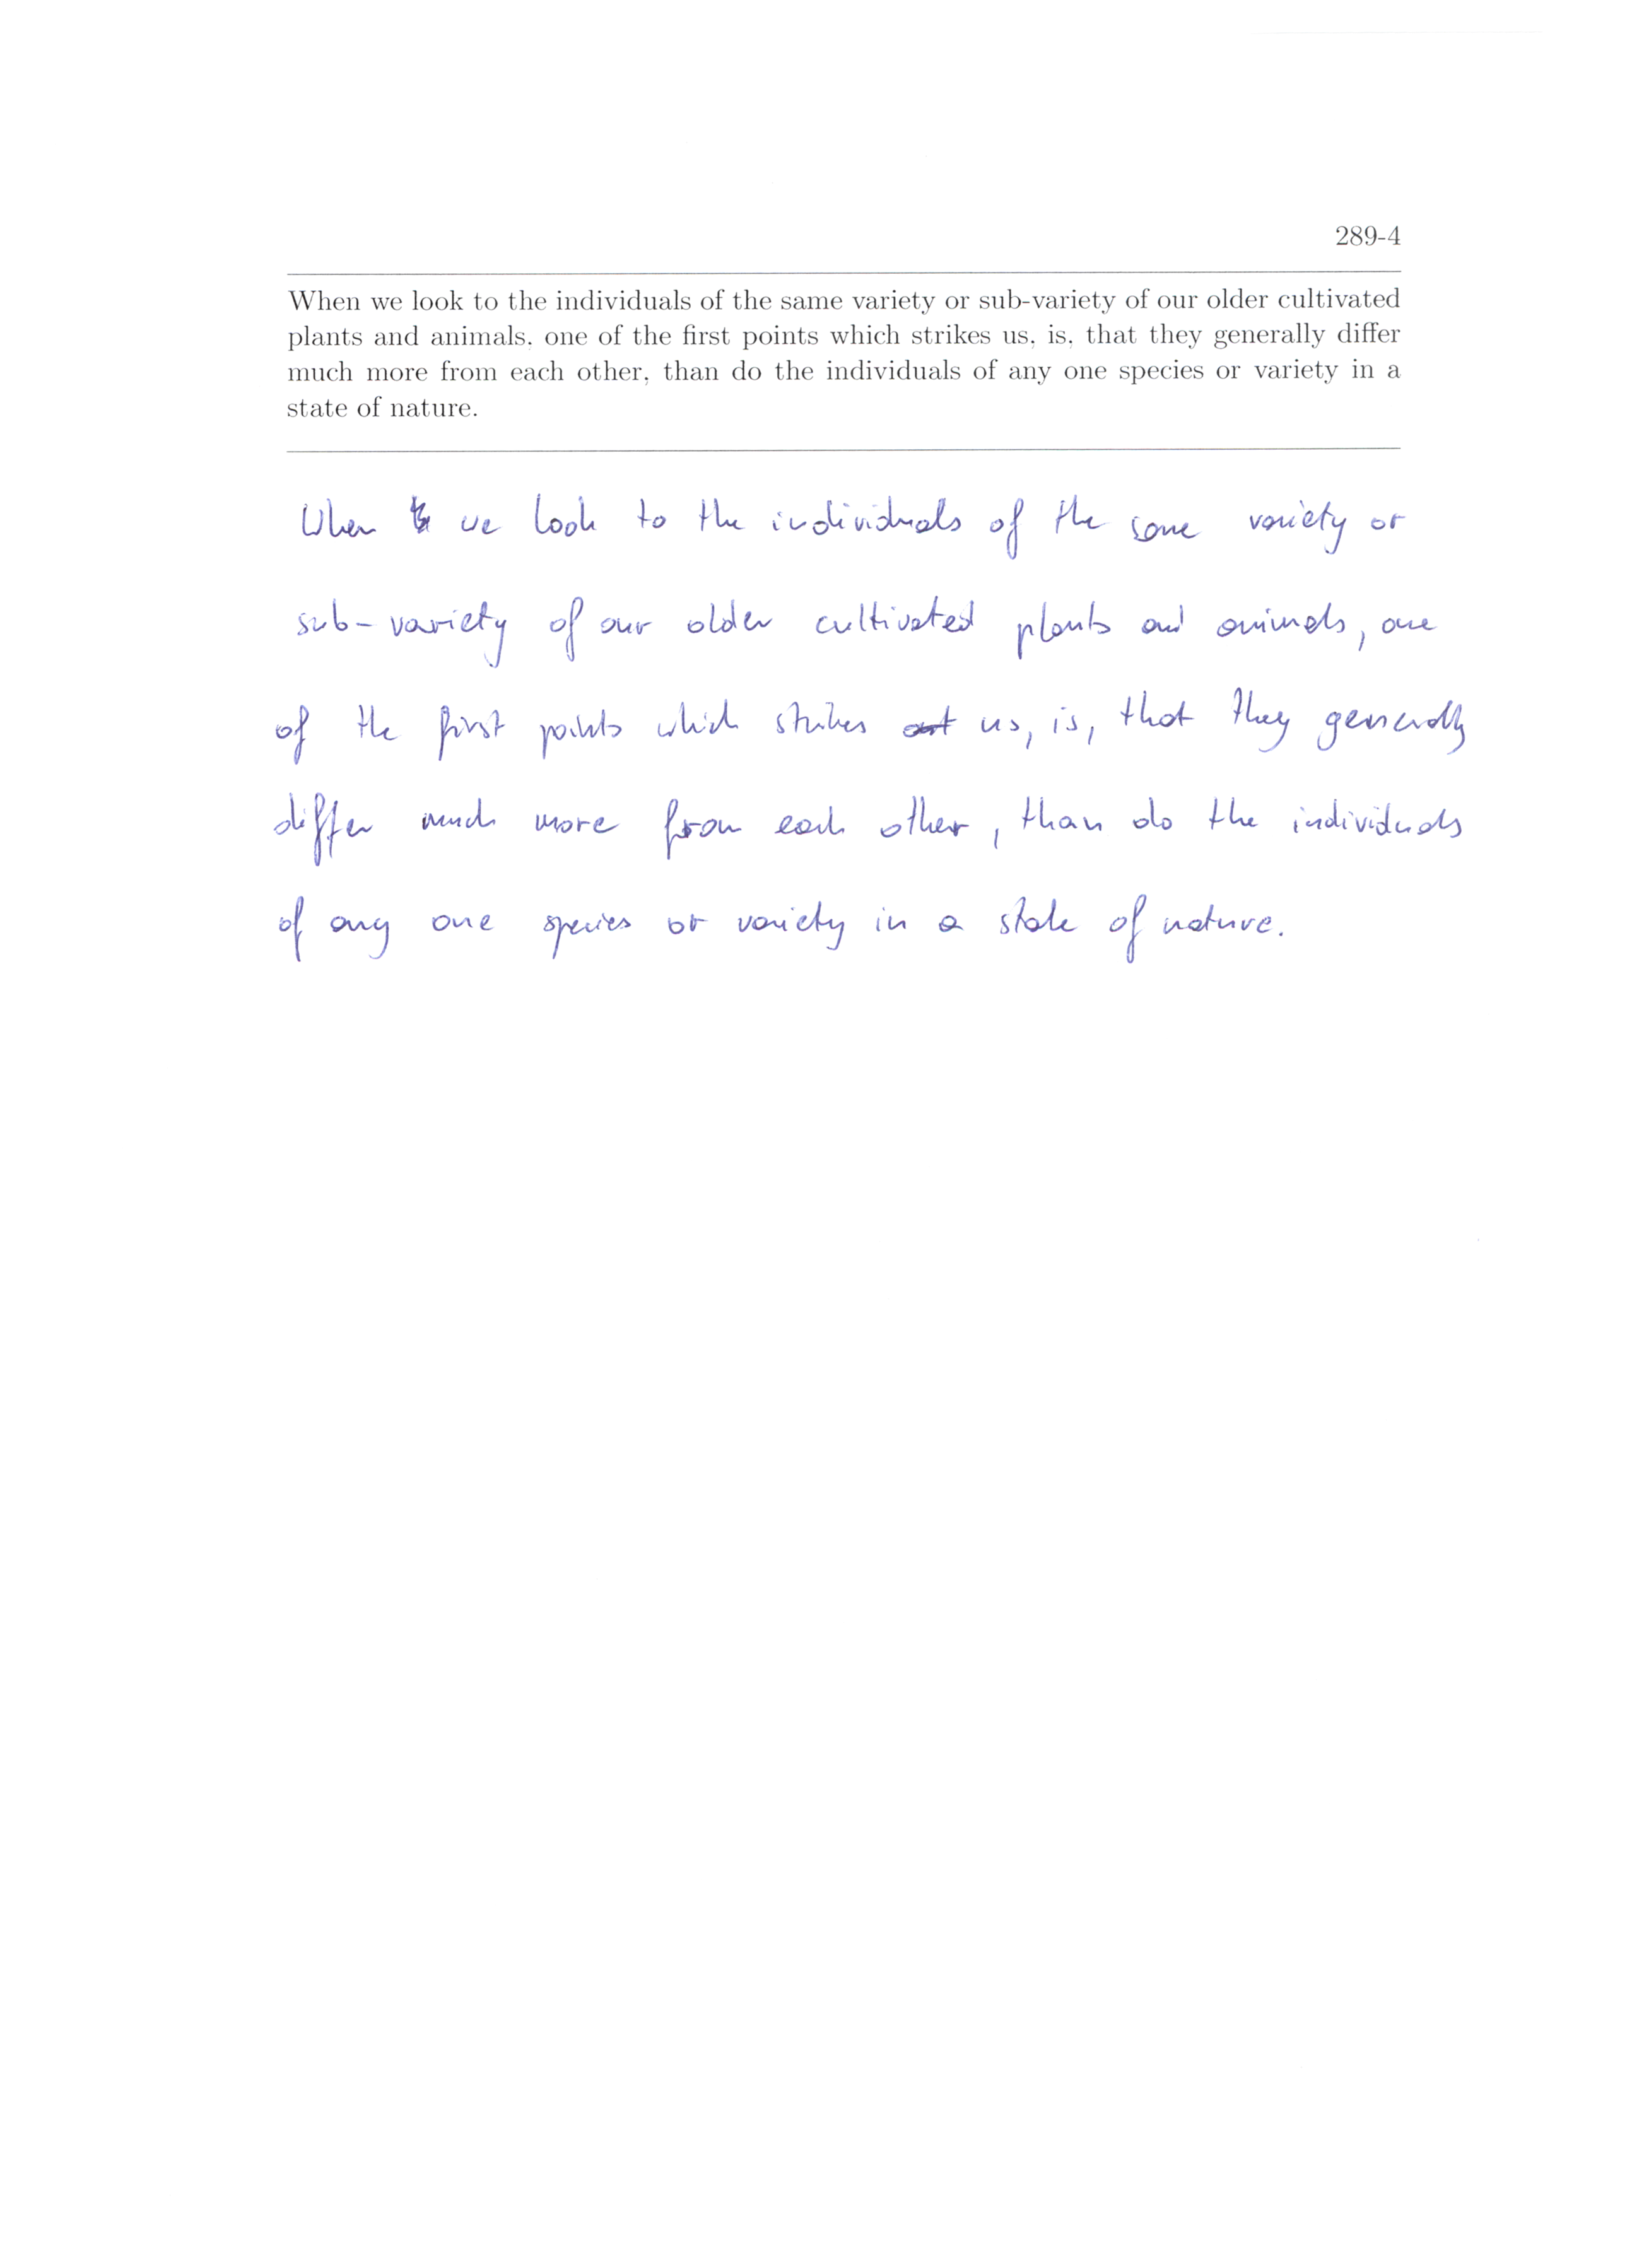 289-4
When we look to the individuals of the same variety or sub-variety of our older cultivated
plants and animals, one of the first points which strikes us, is, that they generally differ
much more from each other, than do the individuals of any one species or variety in a
state of nature.
When we look to the individuals of the same variety or
sub-variety of our older cultivated plants and animals, one
of the first points which strikes us, is, that they generally
differ much more from each other, than do the individuals
of any one species or variety in a state of nature.